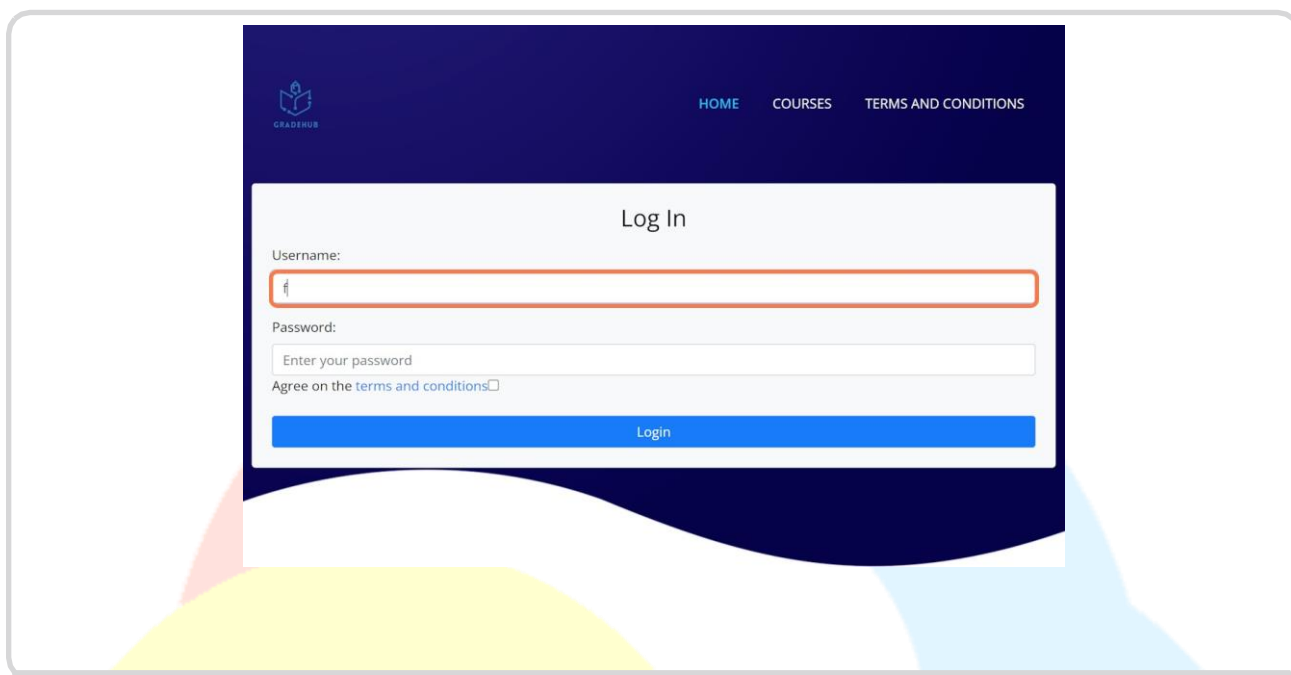 GRADEHUB
HOME COURSES TERMS AND CONDITIONS
Log In
Username:
f
Password:
Enter your password
Agree on the terms and conditions
Login